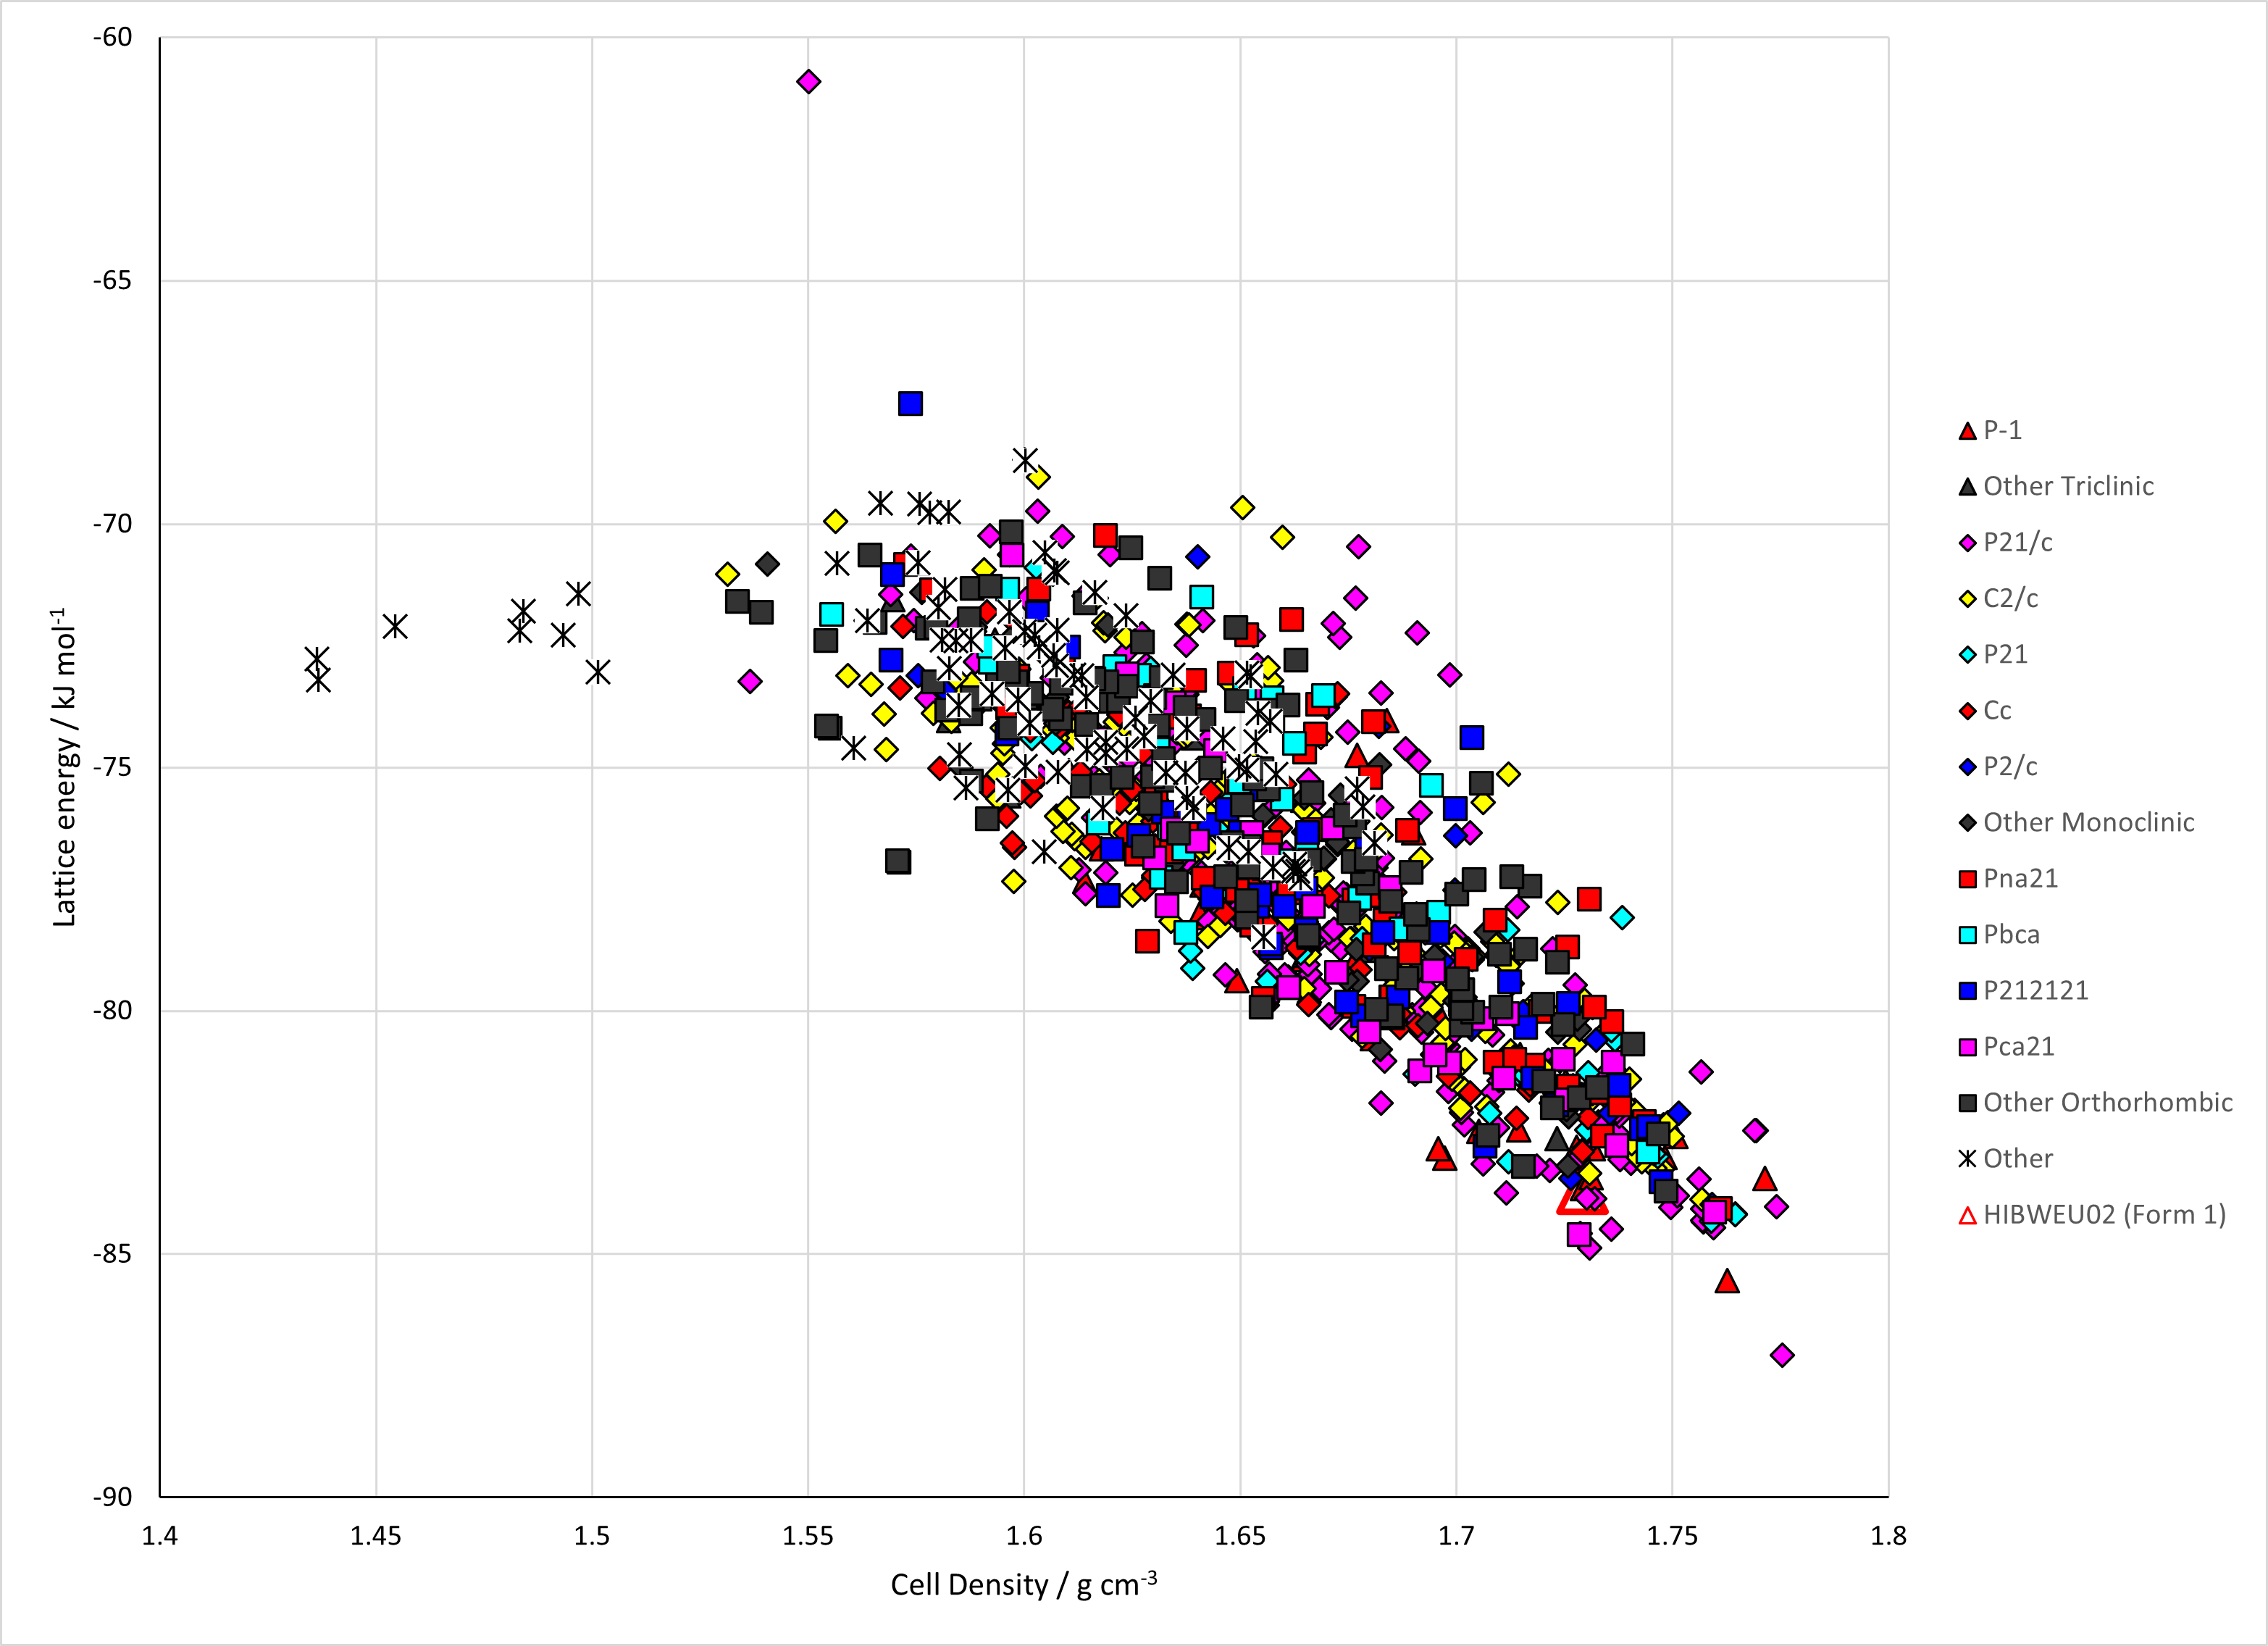 -60
-65
-70
-75
-80
-85
-90
Lattice energy / kJ mol-1
1.4 1.45 1.5 1.55 1.6 1.65 1.7 1.75 1.8
Cell Density / g cm-3
P-1
Other Triclinic
P21/c
C2/c
P21
Cc
P2/c
Other Monoclinic
Pna21
Pbca
P212121
Pca21
Other Orthorhombic
Other
HIBWEU02 (Form 1)